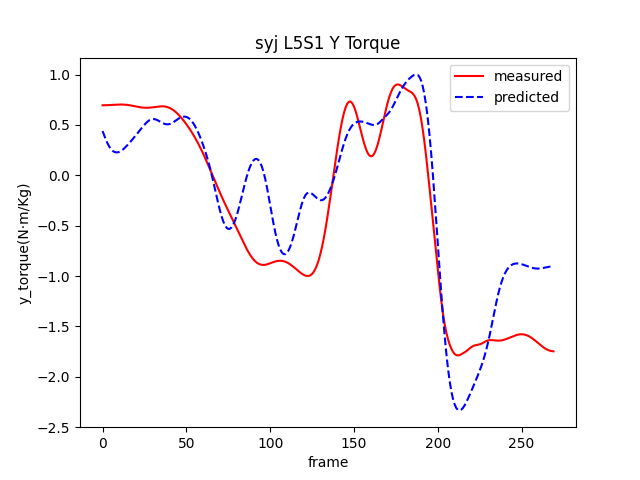 syj L5S1 Y Torque
measured
predicted
y_torque(N·m/Kg)
1.0
0.5
0.0
−0.5
−1.0
−1.5
−2.0
−2.5
0 50 100 150 200 250
frame